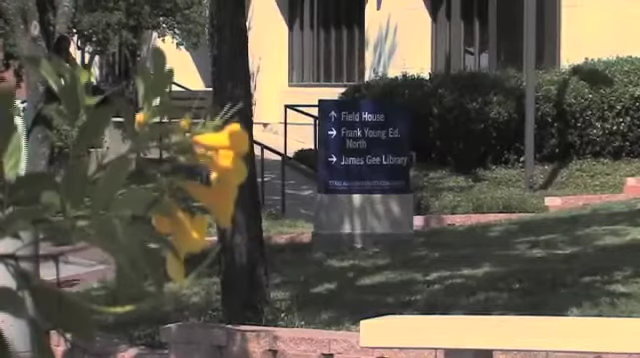 ↑ Field House
→ Frank Young Ed.
North
→ James Gee Library